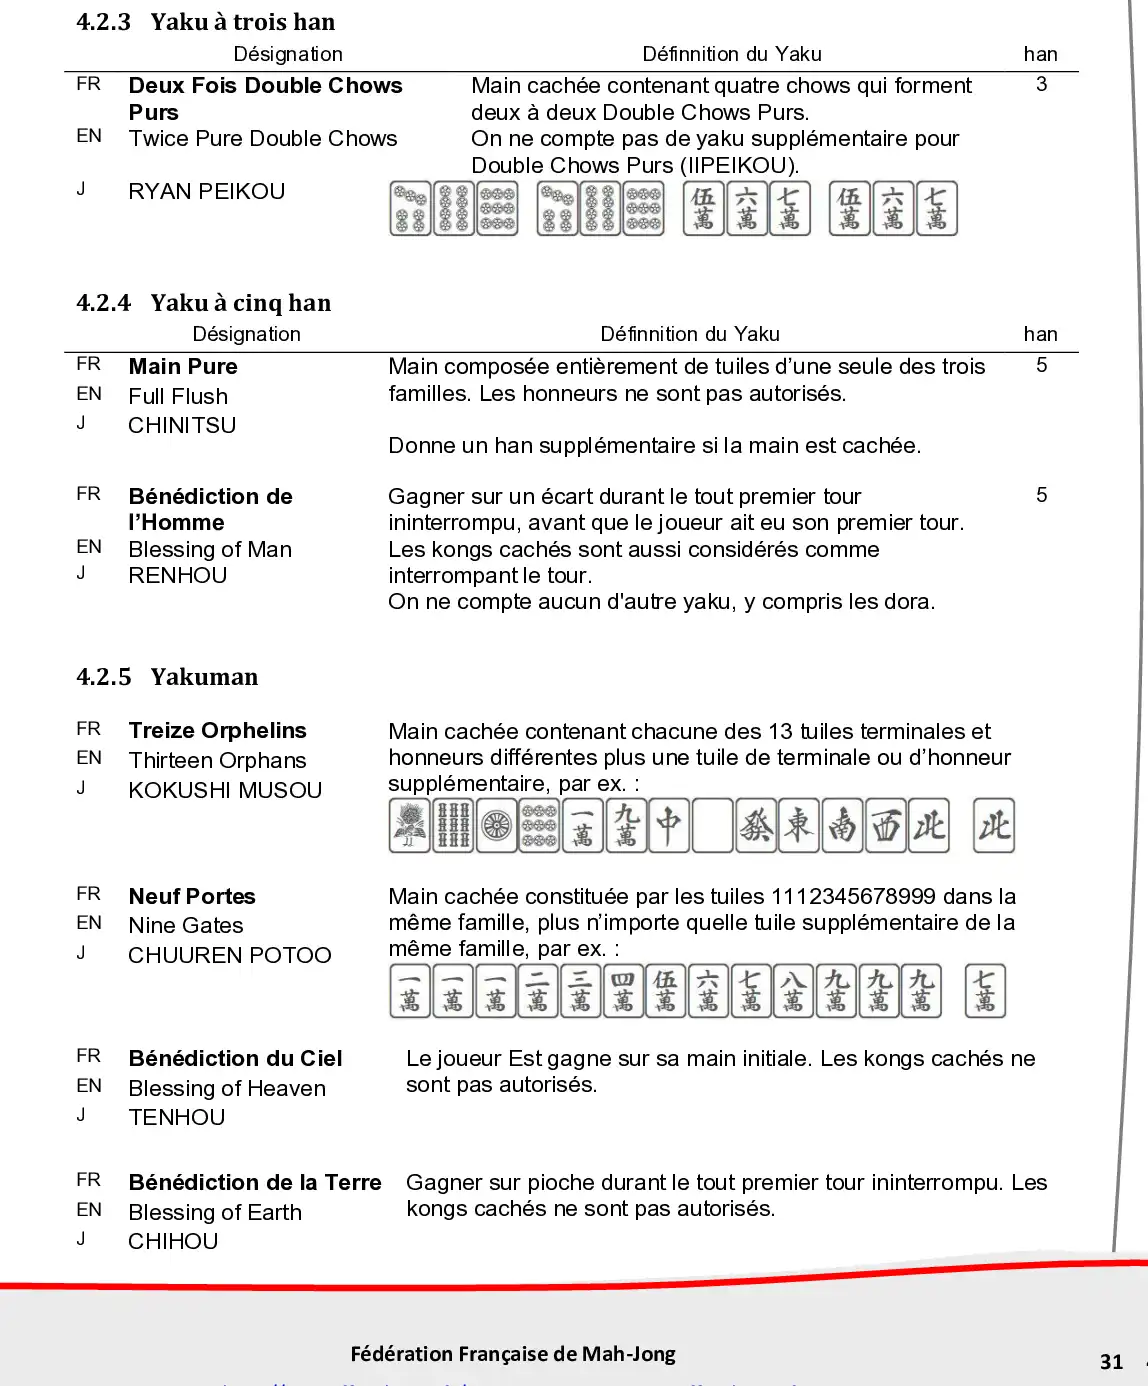 4.2.3 Yaku à trois han
Désignation Défìnnition du Yaku han
FR Deux Fois Double Chows Main cachée contenant quatre chows qui forment 3
Purs deux à deux Double Chows Purs.
EN Twice Pure Double Chows On ne compte pas de yaku supplémentaire pour
Double Chows Purs (IIPEIKOU).
J RYAN PEIKOU
伍萬 六萬 七萬 伍萬 六萬 七萬
4.2.4 Yaku à cinq han
Désignation Défìnnition du Yaku han
FR Main Pure Main composée entièrement de tuiles d’une seule des trois 5
EN Full Flush familles. Les honneurs ne sont pas autorisés.
J CHINITSU
Donne un han supplémentaire si la main est cachée.
FR Bénédiction de Gagner sur un écart durant le tout premier tour 5
l’Homme ininterrompu, avant que le joueur ait eu son premier tour.
EN Blessing of Man Les kongs cachés sont aussi considérés comme
J RENHOU interrompant le tour.
On ne compte aucun d'autre yaku, y compris les dora.
4.2.5 Yakuman
FR Treize Orphelins Main cachée contenant chacune des 13 tuiles terminales et
EN Thirteen Orphans honneurs différentes plus une tuile de terminale ou d’honneur
J KOKUSHI MUSOU supplémentaire, par ex. :
一萬 九萬 中 發 東 南 西 北 北
FR Neuf Portes Main cachée constituée par les tuiles 1112345678999 dans la
EN Nine Gates même famille, plus n’importe quelle tuile supplémentaire de la
J CHUUREN POTOO même famille, par ex. :
一萬 一萬 一萬 二萬 三萬 四萬 伍萬 六萬 七萬 八萬 九萬 九萬 九萬 七萬
FR Bénédiction du Ciel Le joueur Est gagne sur sa main initiale. Les kongs cachés ne
EN Blessing of Heaven sont pas autorisés.
J TENHOU
FR Bénédiction de la Terre Gagner sur pioche durant le tout premier tour ininterrompu. Les
EN Blessing of Earth kongs cachés ne sont pas autorisés.
J CHIHOU
Fédération Française de Mah-Jong
31